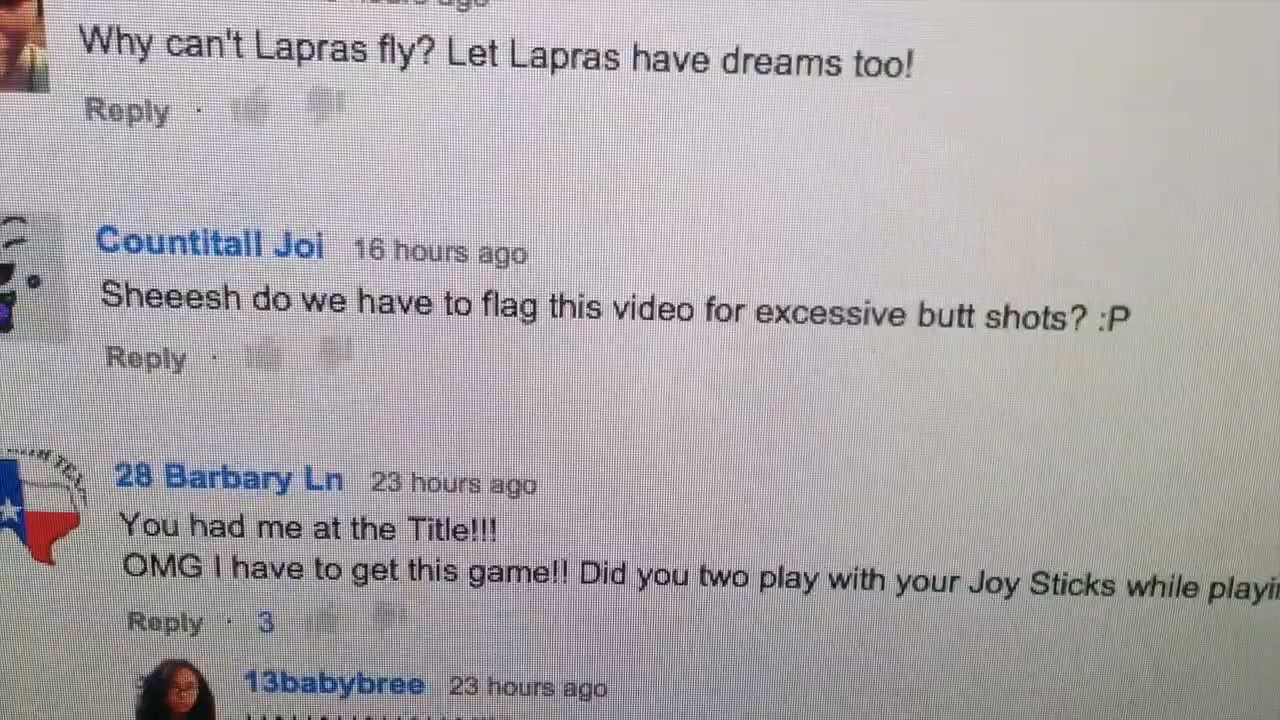 ago
Why can't Lapras fly? Let Lapras have dreams too!
Reply ·
Countitall Joi 16 hours ago
Sheeesh do we have to flag this video for excessive butt shots? :P
Reply ·
28 Barbary Ln 23 hours ago
You had me at the Title!!!
OMG I have to get this game!! Did you two play with your Joy Sticks while playin
Reply · 3
13babybree 23 hours ago